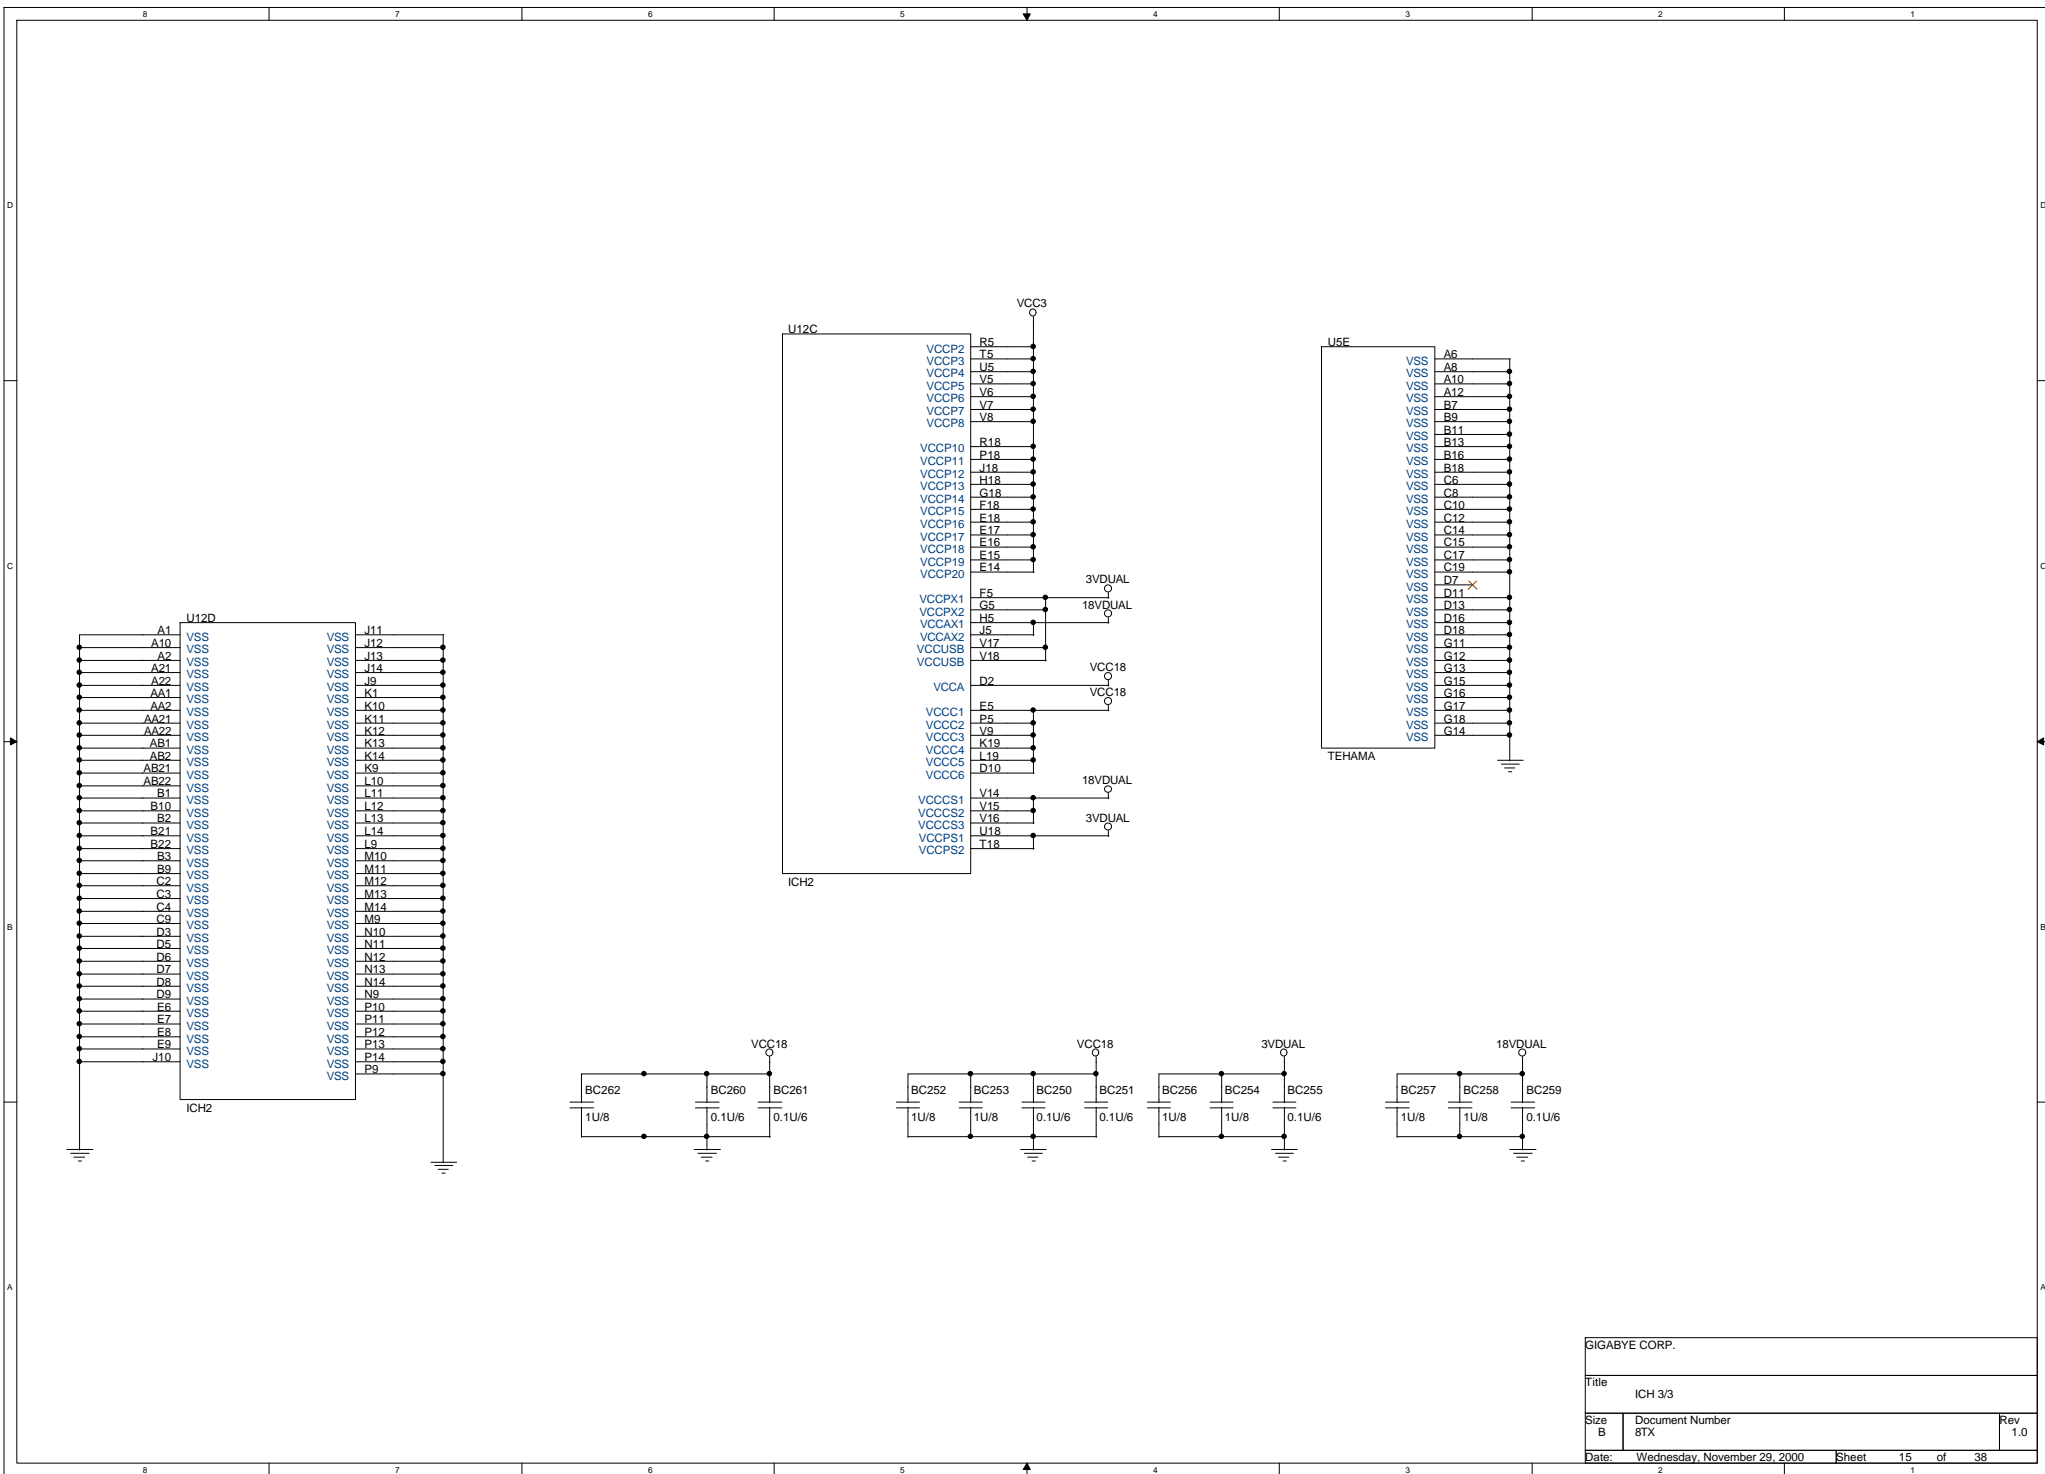 8 7 6 5 4 3 2 1
D D
C C
B B
A A
VCC3
U12C
VCCP2 R5
VCCP3 T5
VCCP4 U5
VCCP5 V5
VCCP6 V6
VCCP7 V7
VCCP8 V8
VCCP10 R18
VCCP11 P18
VCCP12 J18
VCCP13 H18
VCCP14 G18
VCCP15 F18
VCCP16 E18
VCCP17 E17
VCCP18 E16
VCCP19 E15
VCCP20 E14
3VDUAL
VCCPX1 F5
18VDUAL
VCCPX2 G5
VCCAX1 H5
VCCAX2 J5
VCCUSB V17
VCCUSB V18
VCC18
VCCA D2
VCC18
VCCC1 E5
VCCC2 P5
VCCC3 V9
VCCC4 K19
VCCC5 L19
VCCC6 D10
18VDUAL
VCCCS1 V14
VCCCS2 V15
VCCCS3 V16
3VDUAL
VCCPS1 U18
VCCPS2 T18
ICH2
U5E
VSS A6
VSS A8
VSS A10
VSS A12
VSS B7
VSS B9
VSS B11
VSS B13
VSS B16
VSS B18
VSS C6
VSS C8
VSS C10
VSS C12
VSS C14
VSS C15
VSS C17
VSS C19
VSS D7
VSS D11
VSS D13
VSS D16
VSS D18
VSS G11
VSS G12
VSS G13
VSS G15
VSS G16
VSS G17
VSS G18
VSS G14
TEHAMA
U12D
A1 VSS VSS J11
A10 VSS VSS J12
A2 VSS VSS J13
A21 VSS VSS J14
A22 VSS VSS J9
AA1 VSS VSS K1
AA2 VSS VSS K10
AA21 VSS VSS K11
AA22 VSS VSS K12
AB1 VSS VSS K13
AB2 VSS VSS K14
AB21 VSS VSS K9
AB22 VSS VSS L10
B1 VSS VSS L11
B10 VSS VSS L12
B2 VSS VSS L13
B21 VSS VSS L14
B22 VSS VSS L9
B3 VSS VSS M10
B9 VSS VSS M11
C2 VSS VSS M12
C3 VSS VSS M13
C4 VSS VSS M14
C9 VSS VSS M9
D3 VSS VSS N10
D5 VSS VSS N11
D6 VSS VSS N12
D7 VSS VSS N13
D8 VSS VSS N14
D9 VSS VSS N9
E6 VSS VSS P10
E7 VSS VSS P11
E8 VSS VSS P12
E9 VSS VSS P13
J10 VSS VSS P14
VSS P9
ICH2
VCC18 VCC18 3VDUAL 18VDUAL
BC262 BC260 BC261 BC252 BC253 BC250 BC251 BC256 BC254 BC255 BC257 BC258 BC259
1U/8 0.1U/6 0.1U/6 1U/8 1U/8 0.1U/6 0.1U/6 1U/8 1U/8 0.1U/6 1U/8 1U/8 0.1U/6
GIGABYE CORP.
Title
ICH 3/3
Size Document Number Rev
B 8TX 1.0
Date: Wednesday, November 29, 2000 Sheet 15 of 38
8 7 6 5 4 3 2 1